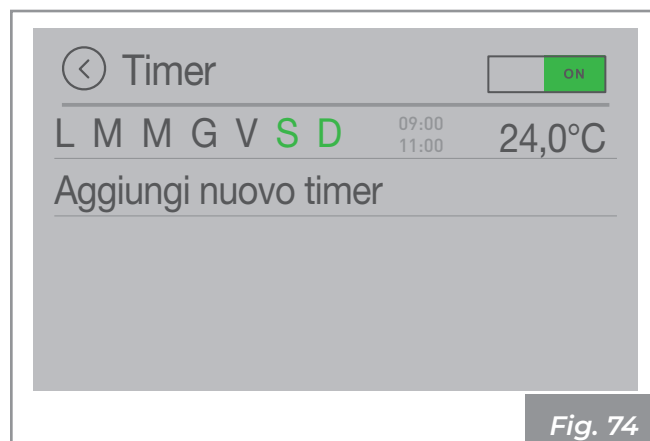 Timer ON
L M M G V S D 09:00 24,0°C
11:00
Aggiungi nuovo timer
Fig. 74